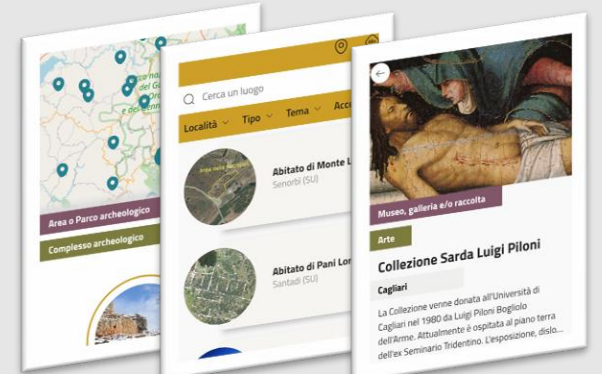 Area o Parco archeologico
Complesso archeologico
Cerca un luogo
Località Tipo Tema
Abitato di Monte
Senorbì (SU)
Abitato di Pani
Santadi (SU)
Museo, galleria e/o raccolta
Arte
Collezione Sarda Luigi Piloni
Cagliari
La Collezione venne donata all'Università di
Cagliari nel 1980 da Luigi Piloni Bogliolo
dell'Arme. Attualmente è ospitata al piano terra
dell'ex Seminario Tridentino. L'esposizione, dislo...